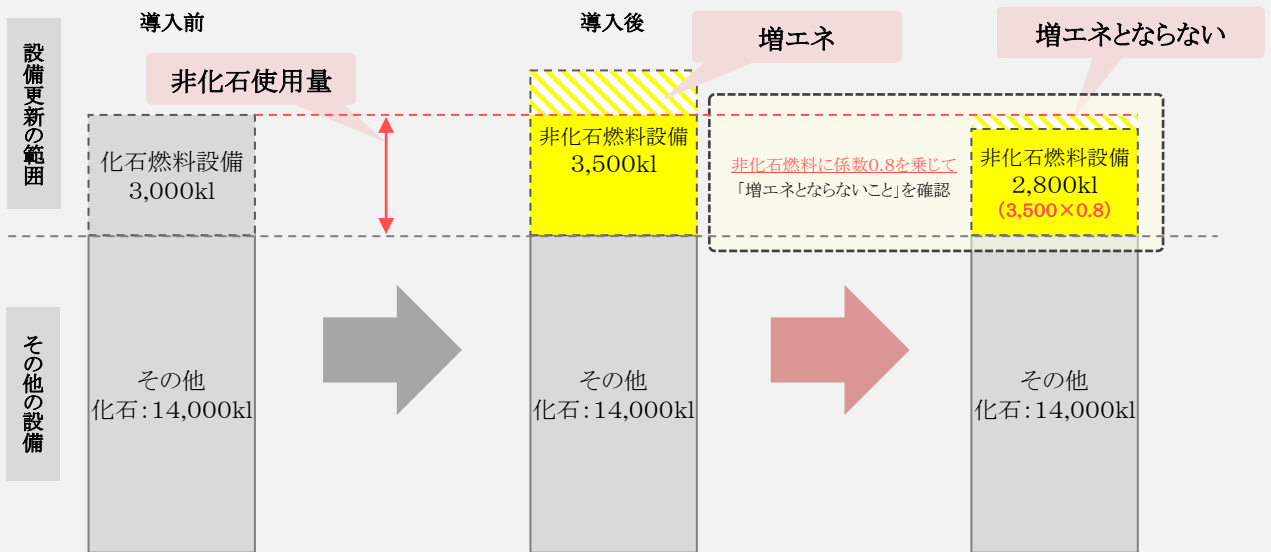 導入前
導入後
増エネ
増エネとならない
設備更新の範囲
非化石使用量
化石燃料設備
3,000kl
非化石燃料設備
3,500kl
非化石燃料に係数0.8を乗じて
「増エネとならないこと」を確認
非化石燃料設備
2,800kl
(3,500×0.8)
その他の設備
その他
化石:14,000kl
その他
化石:14,000kl
その他
化石:14,000kl